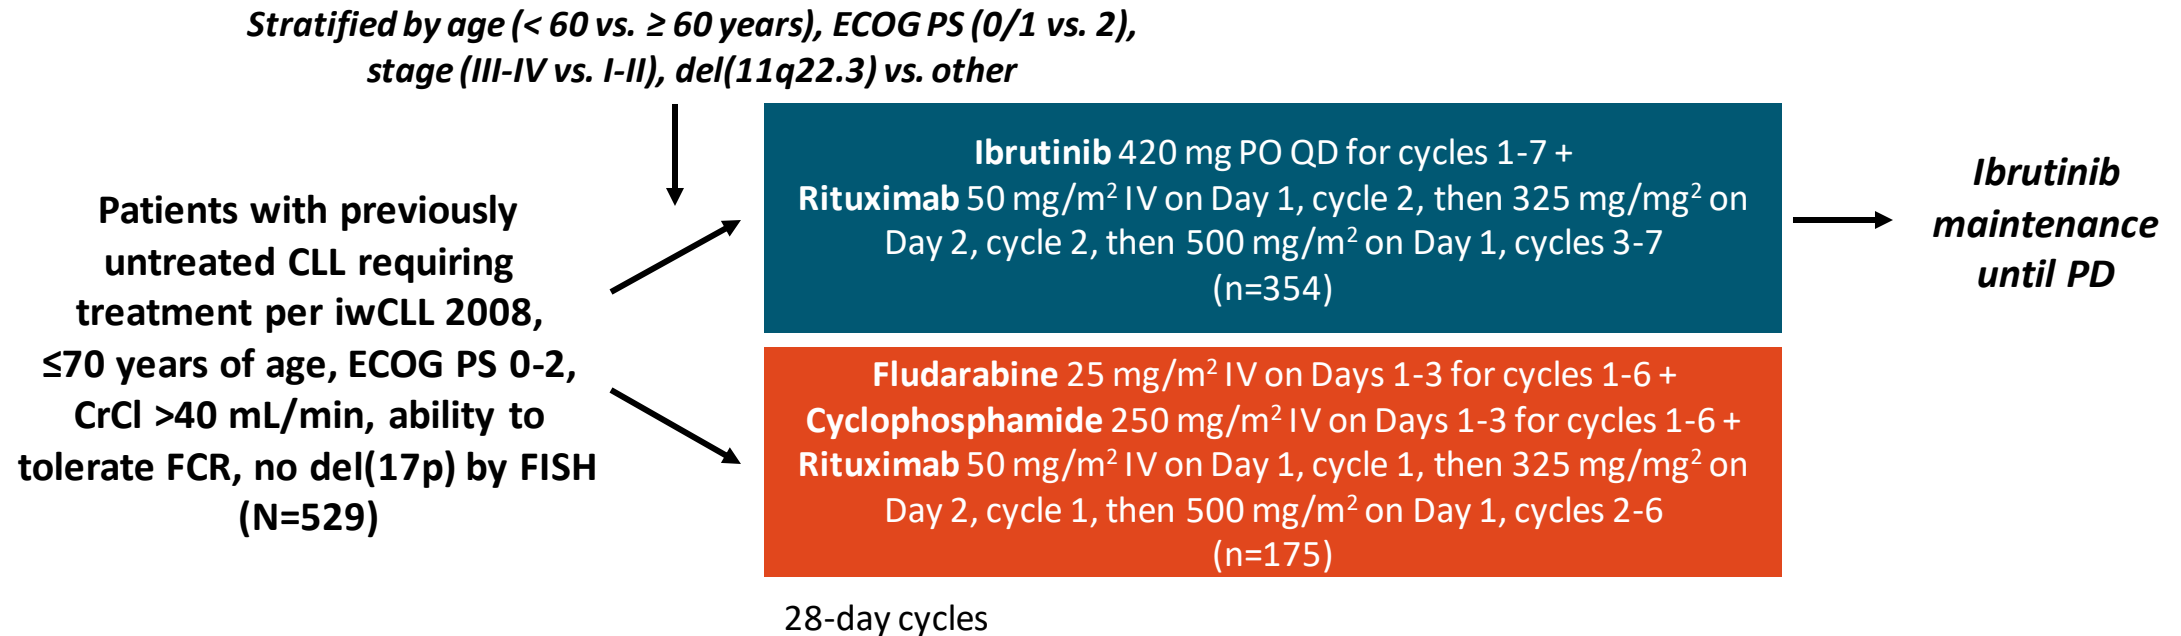 Stratified by age (< 60 vs. ≥ 60 years), ECOG PS (0/1 vs. 2),
stage (III-IV vs. I-II), del(11q22.3) vs. other
Patients with previously
untreated CLL requiring
treatment per iwCLL 2008,
≤70 years of age, ECOG PS 0-2,
CrCl >40 mL/min, ability to
tolerate FCR, no del(17p) by FISH
(N=529)
Ibrutinib 420 mg PO QD for cycles 1-7 +
Rituximab 50 mg/m² IV on Day 1, cycle 2, then 325 mg/mg² on
Day 2, cycle 2, then 500 mg/m² on Day 1, cycles 3-7
(n=354)
Ibrutinib
maintenance
until PD
Fludarabine 25 mg/m² IV on Days 1-3 for cycles 1-6 +
Cyclophosphamide 250 mg/m² IV on Days 1-3 for cycles 1-6 +
Rituximab 50 mg/m² IV on Day 1, cycle 1, then 325 mg/mg² on
Day 2, cycle 1, then 500 mg/m² on Day 1, cycles 2-6
(n=175)
28-day cycles